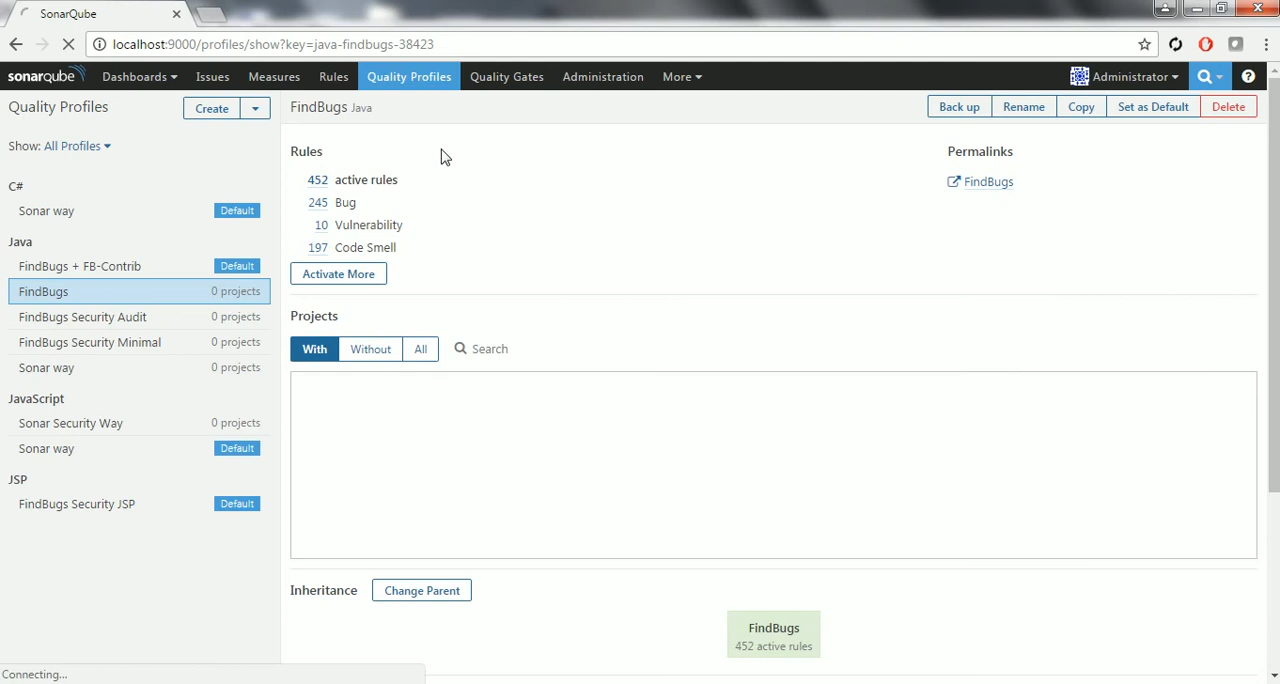 SonarQube
localhost:9000/profiles/show?key=java-findbugs-38423
sonarqube Dashboards Issues Measures Rules Quality Profiles Quality Gates Administration More Administrator
Quality Profiles Create
FindBugs Java Back up Rename Copy Set as Default Delete
Show: All Profiles
C#
Sonar way Default
Java
FindBugs + FB-Contrib Default
FindBugs 0 projects
FindBugs Security Audit 0 projects
FindBugs Security Minimal 0 projects
Sonar way 0 projects
JavaScript
Sonar Security Way 0 projects
Sonar way Default
JSP
FindBugs Security JSP Default
Rules
452 active rules
245 Bug
10 Vulnerability
197 Code Smell
Activate More
Permalinks
FindBugs
Projects
With Without All Search
Inheritance Change Parent
FindBugs
452 active rules
Connecting...